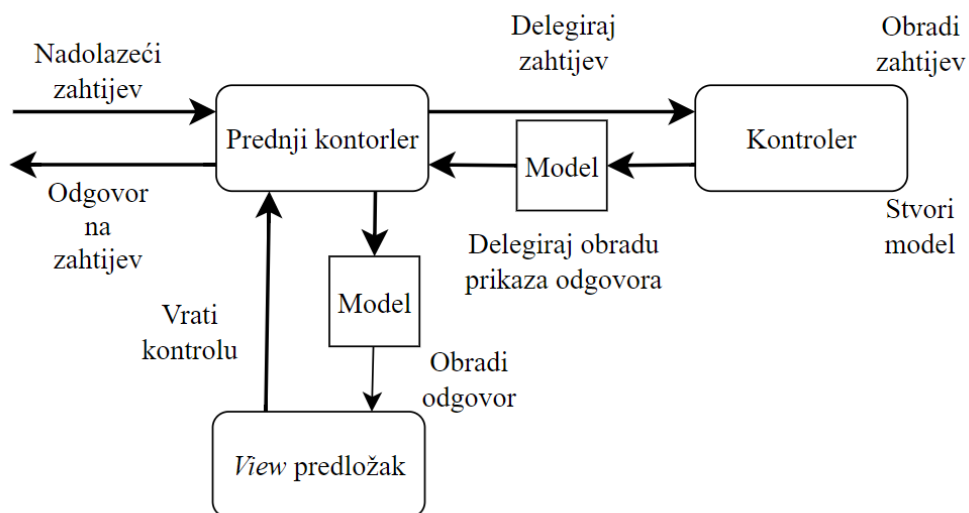 Nadolazeći
zahtijev
Delegiraj
zahtijev
Obradi
zahtijev
Prednji kontorler
Model
Kontroler
Odgovor
na
zahtijev
Delegiraj obradu
prikaza odgovora
Stvori
model
Vrati
kontrolu
Model
Obradi
odgovor
View predložak